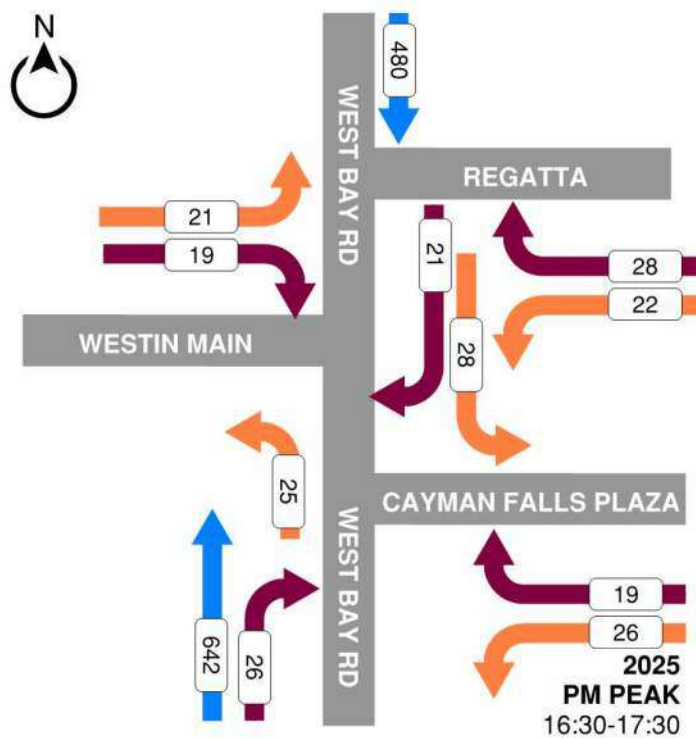 N
480
WEST BAY RD
REGATTA
21
19
21
28
22
28
WESTIN MAIN
25
CAYMAN FALLS PLAZA
WEST BAY RD
642
26
19
26
2025
PM PEAK
16:30-17:30